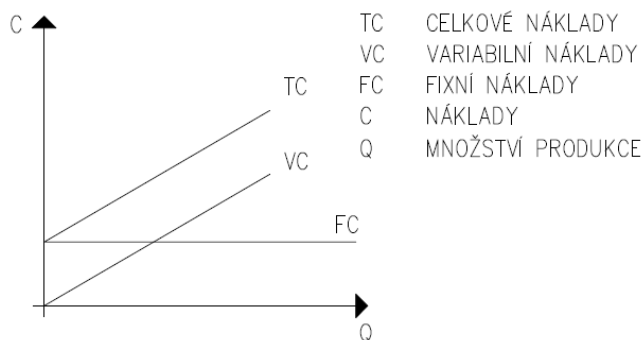 C
TC
VC
FC
Q
TC CELKOVÉ NÁKLADY
VC VARIABILNÍ NÁKLADY
FC FIXNÍ NÁKLADY
C NÁKLADY
Q MNOŽSTVÍ PRODUKCE